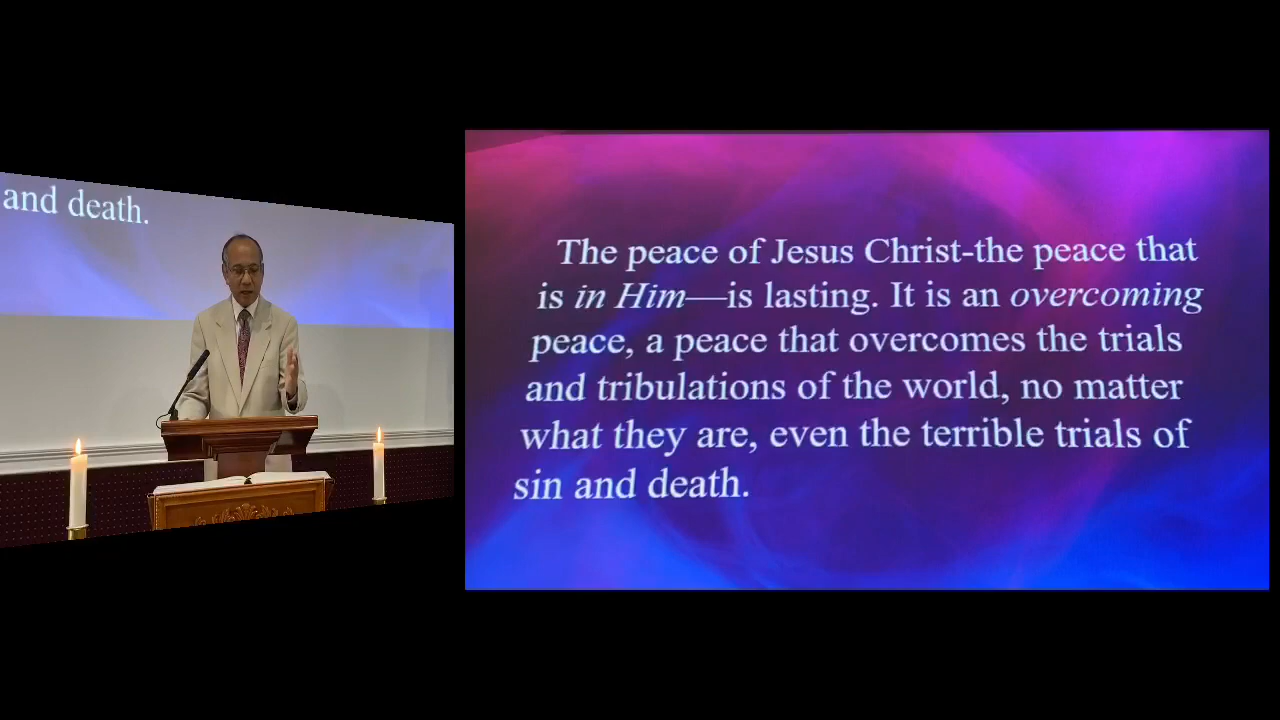 and death.
The peace of Jesus Christ-the peace that
is in Him—is lasting. It is an overcoming
peace, a peace that overcomes the trials
and tribulations of the world, no matter
what they are, even the terrible trials of
sin and death.